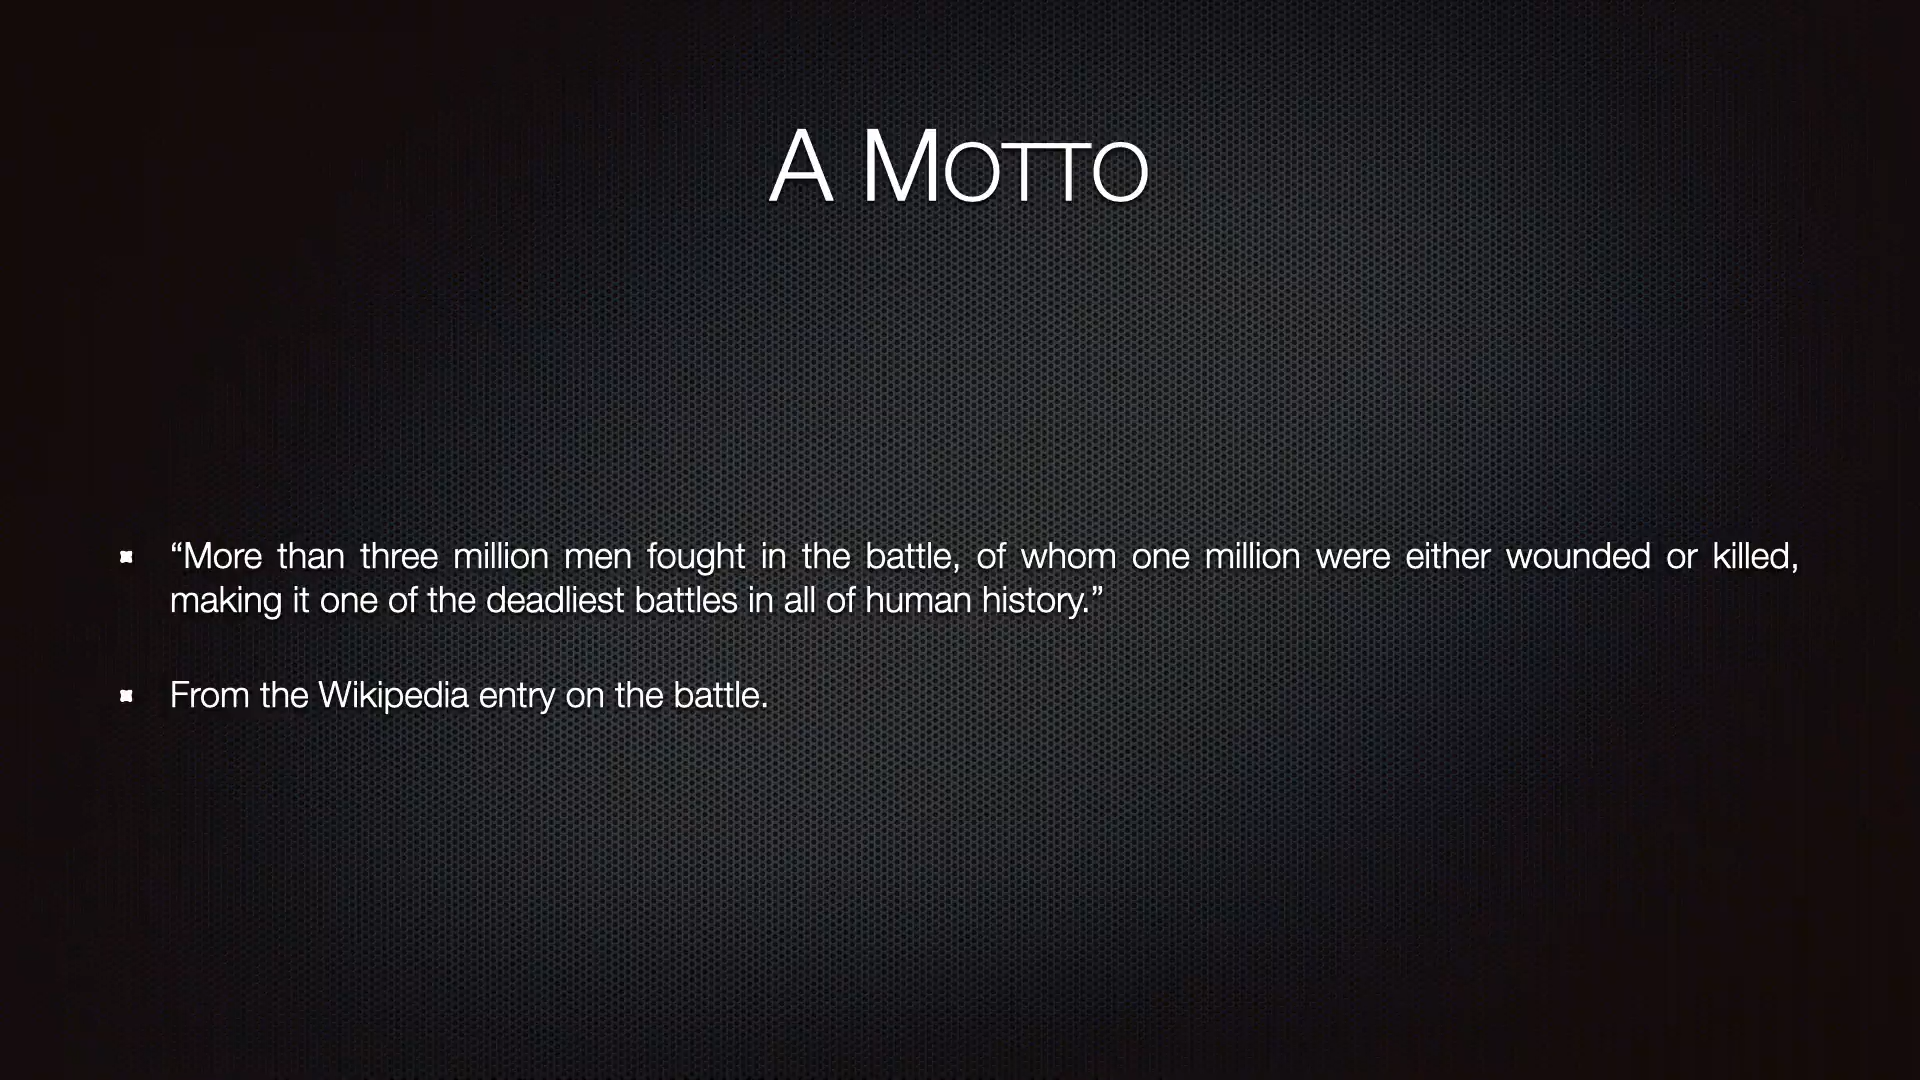 A Motto
“More than three million men fought in the battle, of whom one million were either wounded or killed,
making it one of the deadliest battles in all of human history.”
From the Wikipedia entry on the battle.